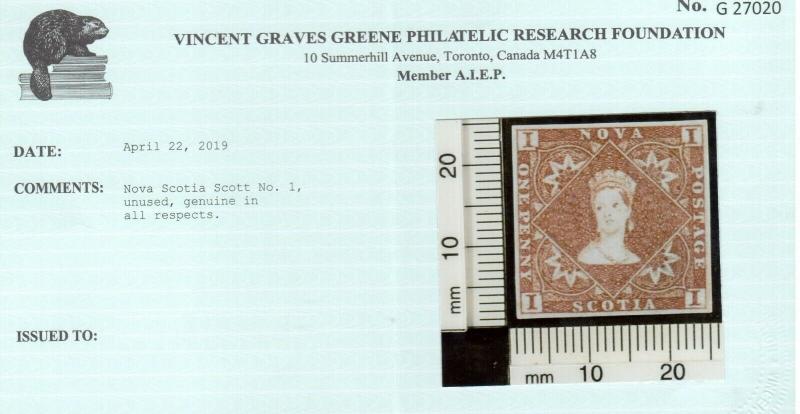 No. G 27020
VINCENT GRAVES GREENE PHILATELIC RESEARCH FOUNDATION
10 Summerhill Avenue, Toronto, Canada M4T1A8
Member A.I.E.P.
DATE: April 22, 2019
COMMENTS: Nova Scotia Scott No. 1,
unused, genuine in
all respects.
ISSUED TO:
20
10
mm
I NOVA I
ONE PENNY
POSTAGE
I SCOTIA I
mm 10 20